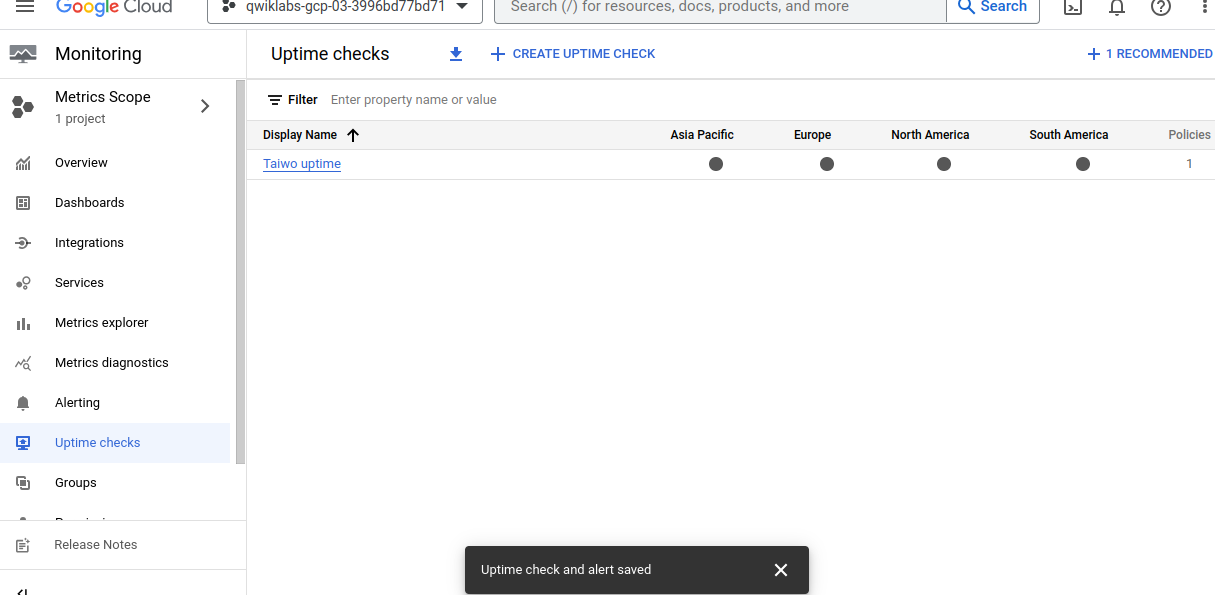 Google Cloud
qwiklabs-gcp-03-3996bd77bd71
Search (/) for resources, docs, products, and more
Search
Monitoring
Uptime checks
CREATE UPTIME CHECK
1 RECOMMENDED
Metrics Scope
1 project
Filter
Enter property name or value
Display Name
Asia Pacific
Europe
North America
South America
Policies
Taiwo uptime
1
Overview
Dashboards
Integrations
Services
Metrics explorer
Metrics diagnostics
Alerting
Uptime checks
Groups
Release Notes
Uptime check and alert saved